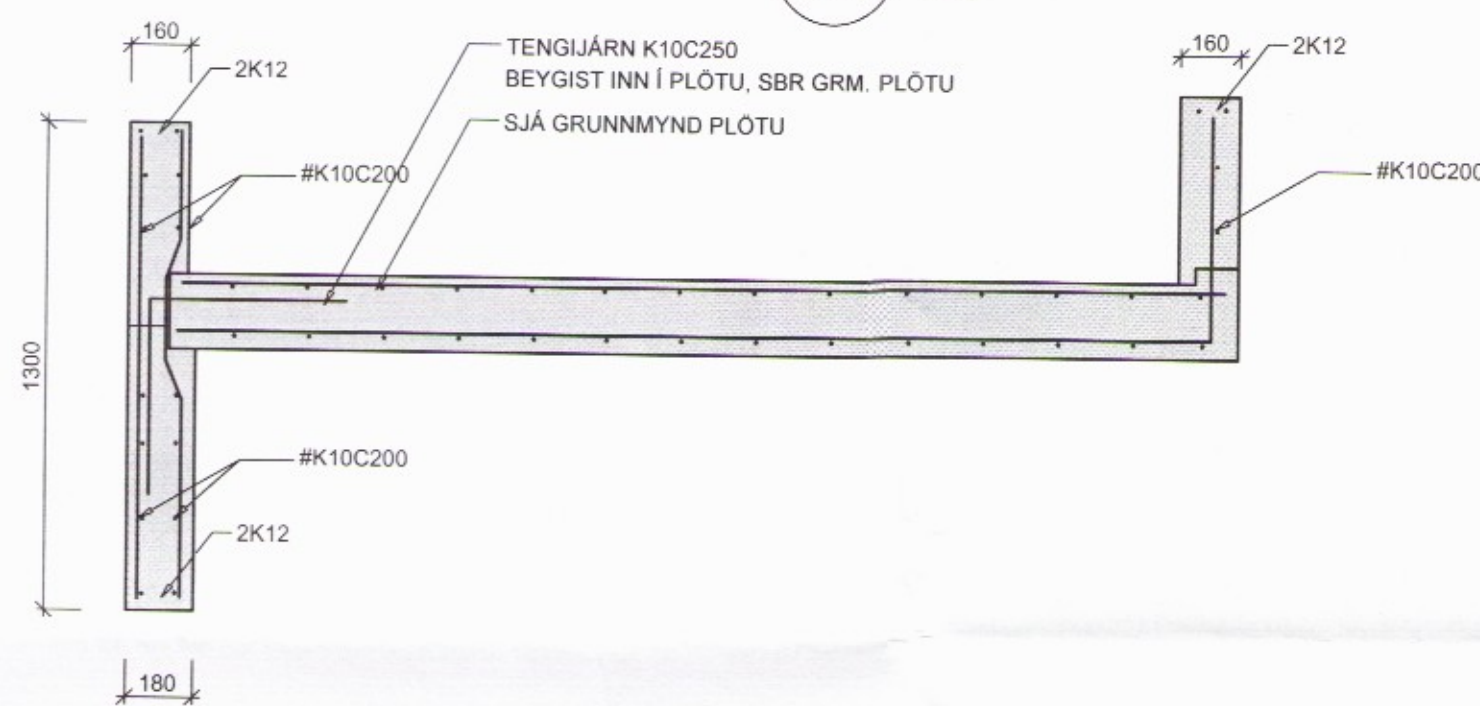 160
2K12
TENGIJÁRN K10C250
BEYGIST INN Í PLÖTU, SBR GRM. PLÖTU
SJÁ GRUNNMYND PLÖTU
160
2K12
#K10C200
#K10C200
1300
#K10C200
2K12
180